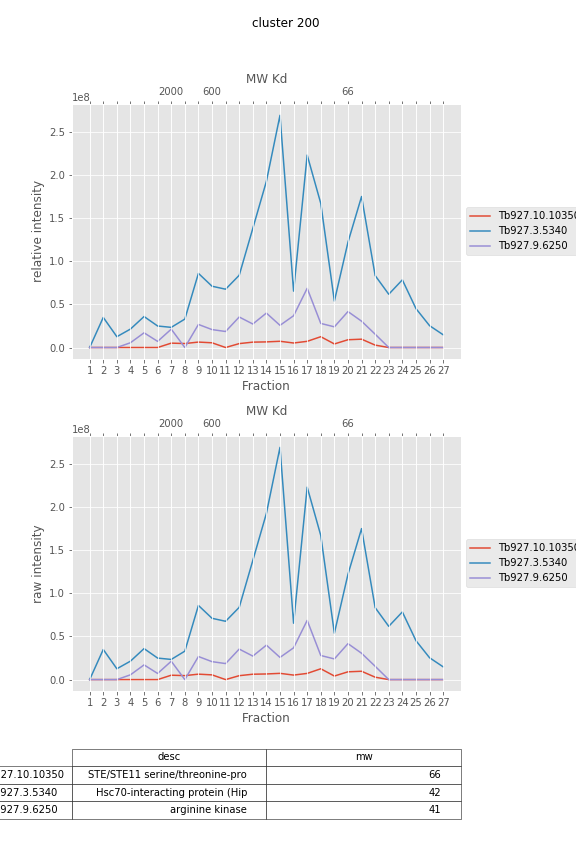 cluster 200
MW Kd
2000 600 66
1e8
2.5
2.0
1.5
1.0
0.5
0.0
relative intensity
1 2 3 4 5 6 7 8 9 10 11 12 13 14 15 16 17 18 19 20 21 22 23 24 25 26 27
Fraction
Tb927.10.10350
Tb927.3.5340
Tb927.9.6250
MW Kd
2000 600 66
1e8
2.5
2.0
1.5
1.0
0.5
0.0
raw intensity
1 2 3 4 5 6 7 8 9 10 11 12 13 14 15 16 17 18 19 20 21 22 23 24 25 26 27
Fraction
Tb927.10.10350
Tb927.3.5340
Tb927.9.6250
desc mw
27.10.10350 STE/STE11 serine/threonine-pro 66
927.3.5340 Hsc70-interacting protein (Hip 42
927.9.6250 arginine kinase 41